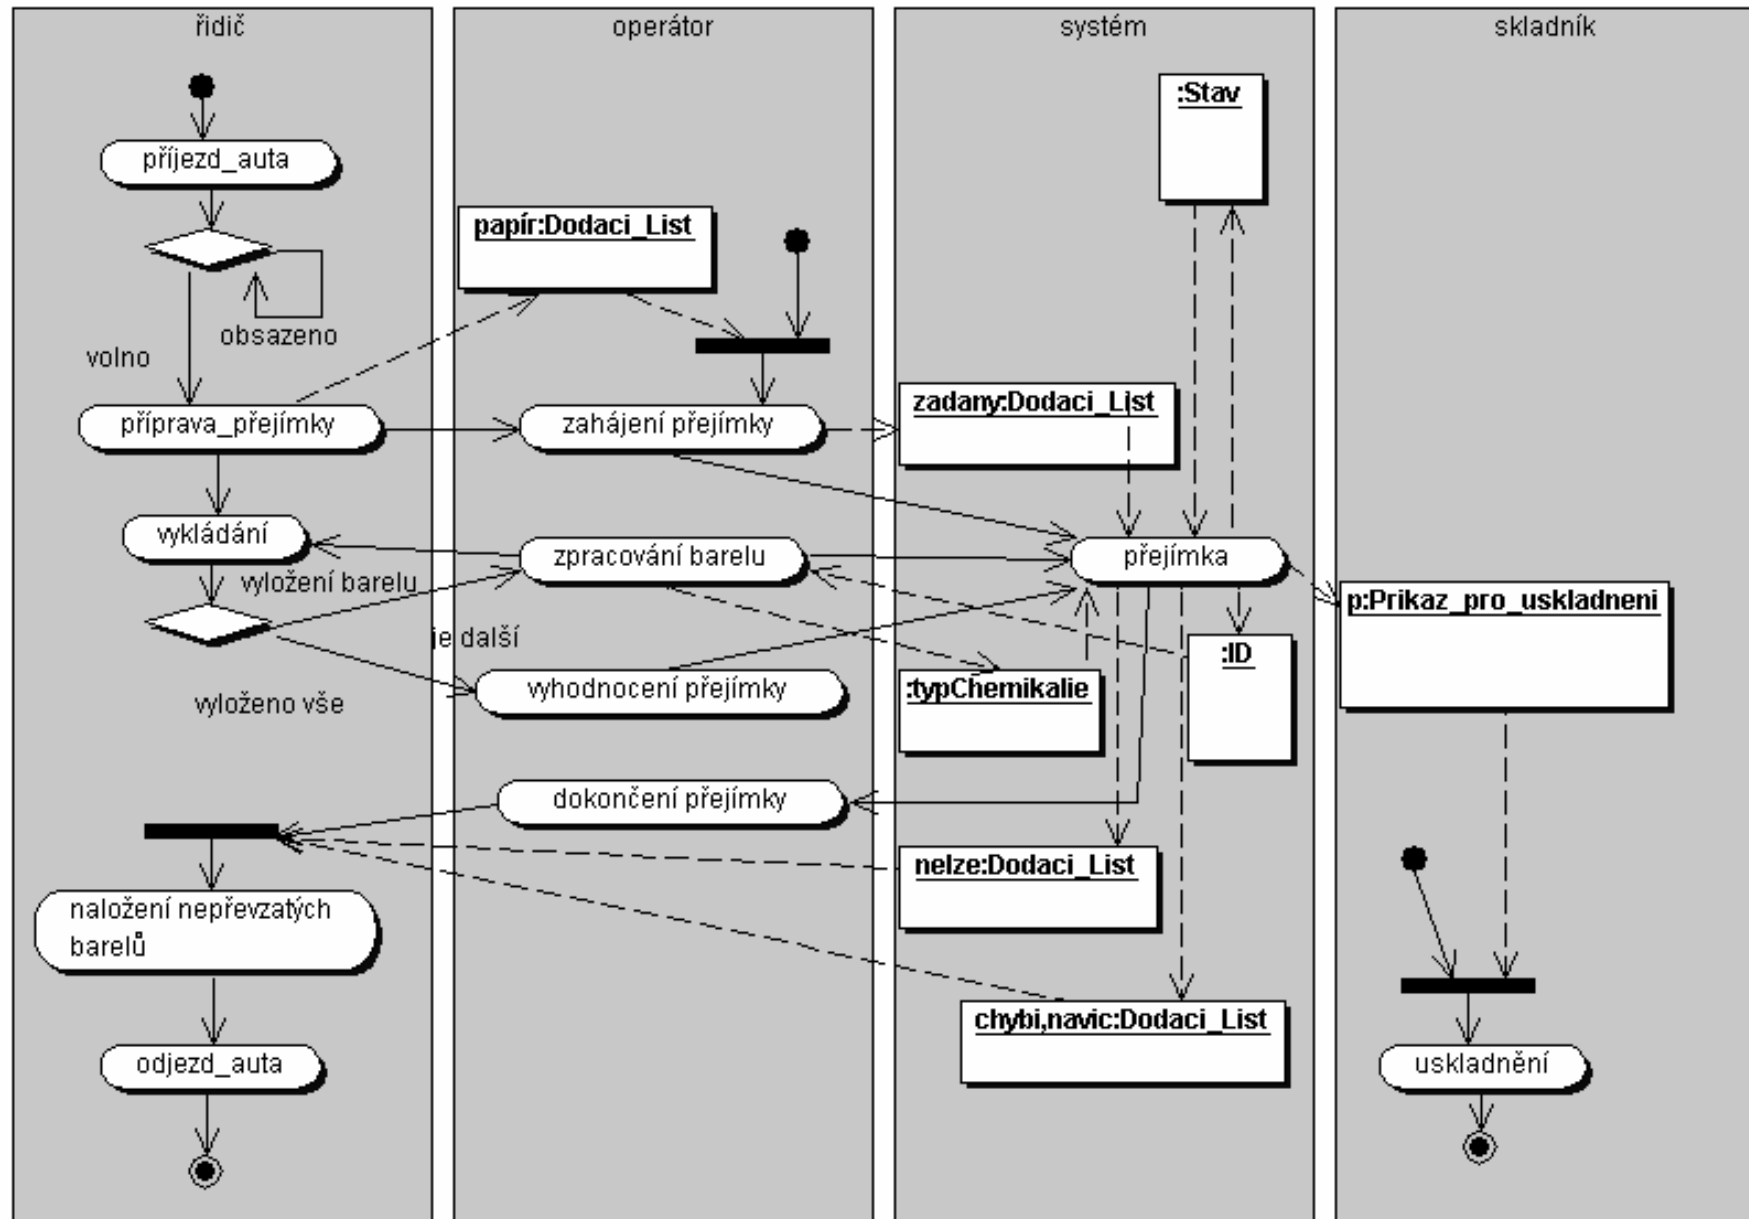 řidič
operátor
systém
skladník
:Stav
příjezd_auta
papír:Dodaci_List
obsazeno
volno
zadany:Dodaci_List
příprava_přejímky
zahájení přejímky
vykládání
zpracování barelu
přejímka
vyložení barelu
p:Prikaz_pro_uskladneni
je další
:ID
vyhodnocení přejímky
:typChemikalie
vyloženo vše
dokončení přejímky
nelze:Dodaci_List
naložení nepřevzatých
barelů
chybi,navic:Dodaci_List
odjezd_auta
uskladnění